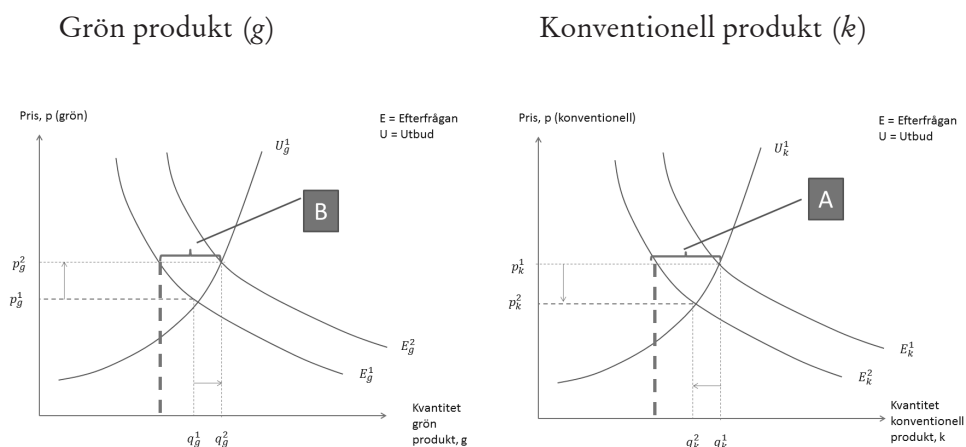 Grön produkt (g)
Pris, p (grön)
E = Efterfrågan
U = Utbud
U_g^1
B
p_g^2
p_g^1
E_g^2
E_g^1
q_g^1 q_g^2
Kvantitet
grön
produkt, g
Konventionell produkt (k)
Pris, p (konventionell)
E = Efterfrågan
U = Utbud
U_k^1
A
p_k^1
p_k^2
E_k^1
E_k^2
q_k^2 q_k^1
Kvantitet
konventionell
produkt, k